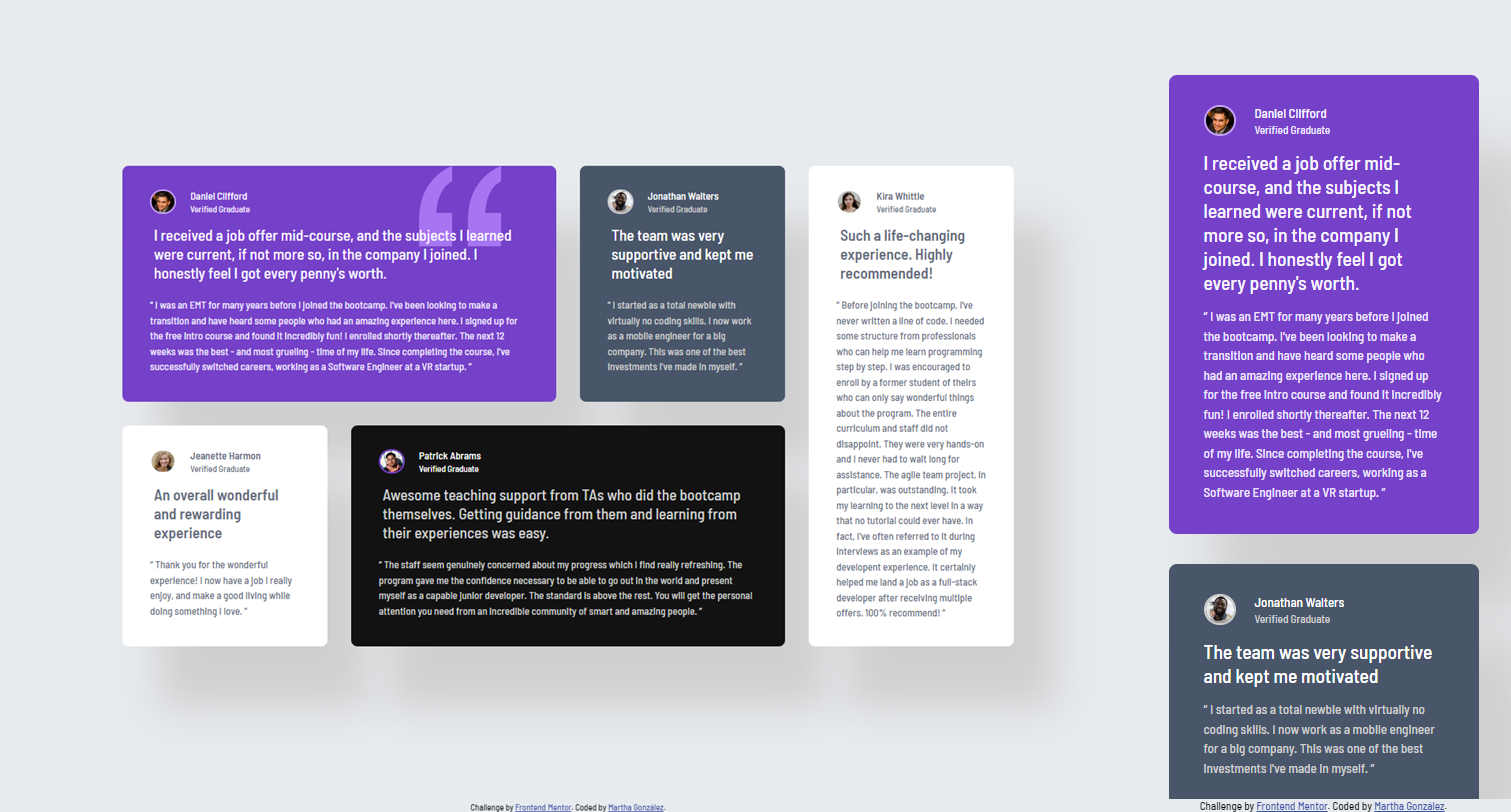 Daniel Clifford
Verified Graduate
I received a job offer mid-course, and the subjects I learned
were current, if not more so, in the company I joined. I
honestly feel I got every penny's worth.
“ I was an EMT for many years before I joined the bootcamp. I've been looking to make a
transition and have heard some people who had an amazing experience here. I signed up for
the free intro course and found it incredibly fun! I enrolled shortly thereafter. The next 12
weeks was the best - and most grueling - time of my life. Since completing the course, I've
successfully switched careers, working as a Software Engineer at a VR startup. ”
Jonathan Walters
Verified Graduate
The team was very
supportive and kept me
motivated
“ I started as a total newbie with
virtually no coding skills. I now work
as a mobile engineer for a big
company. This was one of the best
investments I've made in myself. ”
Kira Whittle
Verified Graduate
Such a life-changing
experience. Highly
recommended!
“ Before joining the bootcamp, I've
never written a line of code. I needed
some structure from professionals
who can help me learn programming
step by step. I was encouraged to
enroll by a former student of theirs
who can only say wonderful things
about the program. The entire
curriculum and staff did not
disappoint. They were very hands-on
and I never had to wait long for
assistance. The agile team project, in
particular, was outstanding. It took
my learning to the next level in a way
that no tutorial could ever have. In
fact, I've often referred to it during
interviews as an example of my
developent experience. It certainly
helped me land a job as a full-stack
developer after receiving multiple
offers. 100% recommend! ”
Jeanette Harmon
Verified Graduate
An overall wonderful
and rewarding
experience
“ Thank you for the wonderful
experience! I now have a job I really
enjoy, and make a good living while
doing something I love. ”
Patrick Abrams
Verified Graduate
Awesome teaching support from TAs who did the bootcamp
themselves. Getting guidance from them and learning from
their experiences was easy.
“ The staff seem genuinely concerned about my progress which I find really refreshing. The
program gave me the confidence necessary to be able to go out in the world and present
myself as a capable junior developer. The standard is above the rest. You will get the personal
attention you need from an incredible community of smart and amazing people. ”
Challenge by Frontend Mentor. Coded by Martha González.
Daniel Clifford
Verified Graduate
I received a job offer mid-
course, and the subjects I
learned were current, if not
more so, in the company I
joined. I honestly feel I got
every penny's worth.
“ I was an EMT for many years before I joined
the bootcamp. I've been looking to make a
transition and have heard some people who
had an amazing experience here. I signed up
for the free intro course and found it incredibly
fun! I enrolled shortly thereafter. The next 12
weeks was the best - and most grueling - time
of my life. Since completing the course, I've
successfully switched careers, working as a
Software Engineer at a VR startup. ”
Jonathan Walters
Verified Graduate
The team was very supportive
and kept me motivated
“ I started as a total newbie with virtually no
coding skills. I now work as a mobile engineer
for a big company. This was one of the best
investments I've made in myself. ”
Challenge by Frontend Mentor. Coded by Martha González.